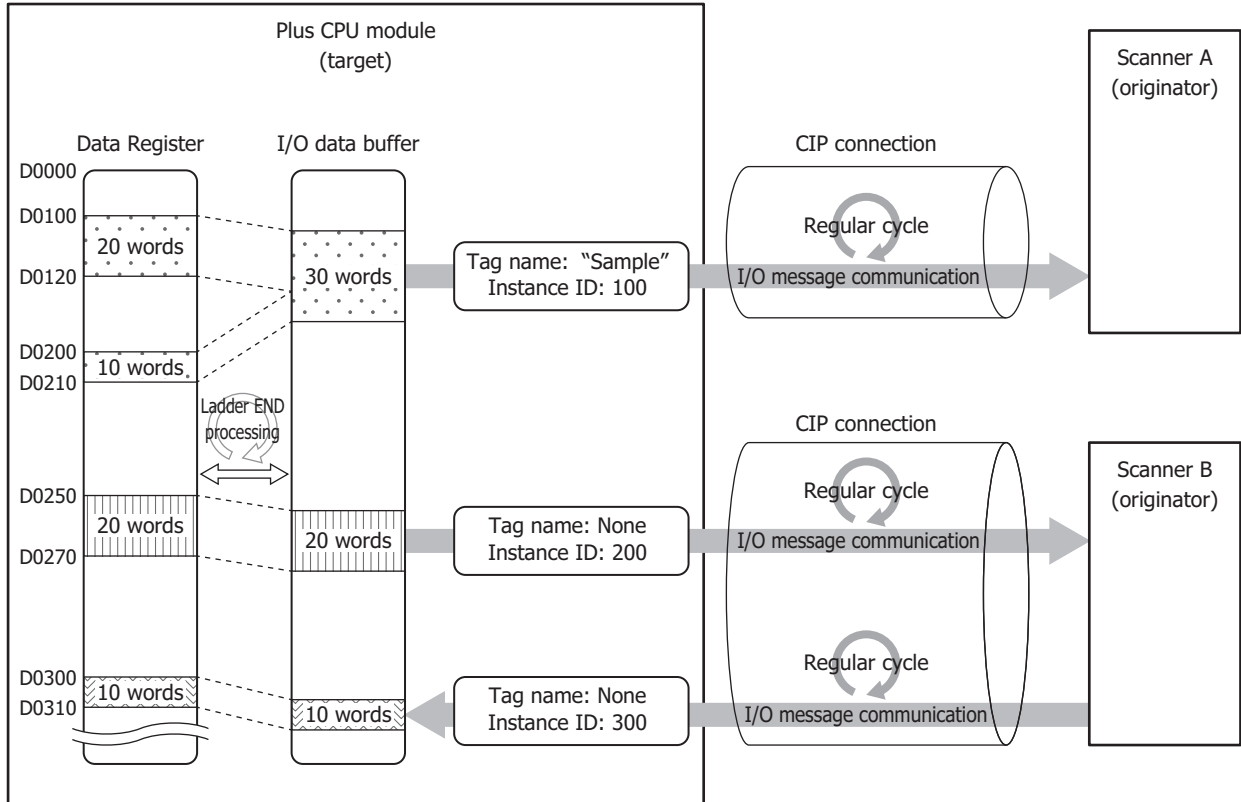 Plus CPU module
(target)
Data Register
I/O data buffer
D0000
D0100
20 words
D0120
30 words
D0200
10 words
D0210
Ladder END
processing
D0250
20 words
20 words
D0270
D0300
10 words
10 words
D0310
Tag name: “Sample”
Instance ID: 100
Tag name: None
Instance ID: 200
Tag name: None
Instance ID: 300
CIP connection
Regular cycle
I/O message communication
CIP connection
Regular cycle
I/O message communication
Regular cycle
I/O message communication
Scanner A
(originator)
Scanner B
(originator)